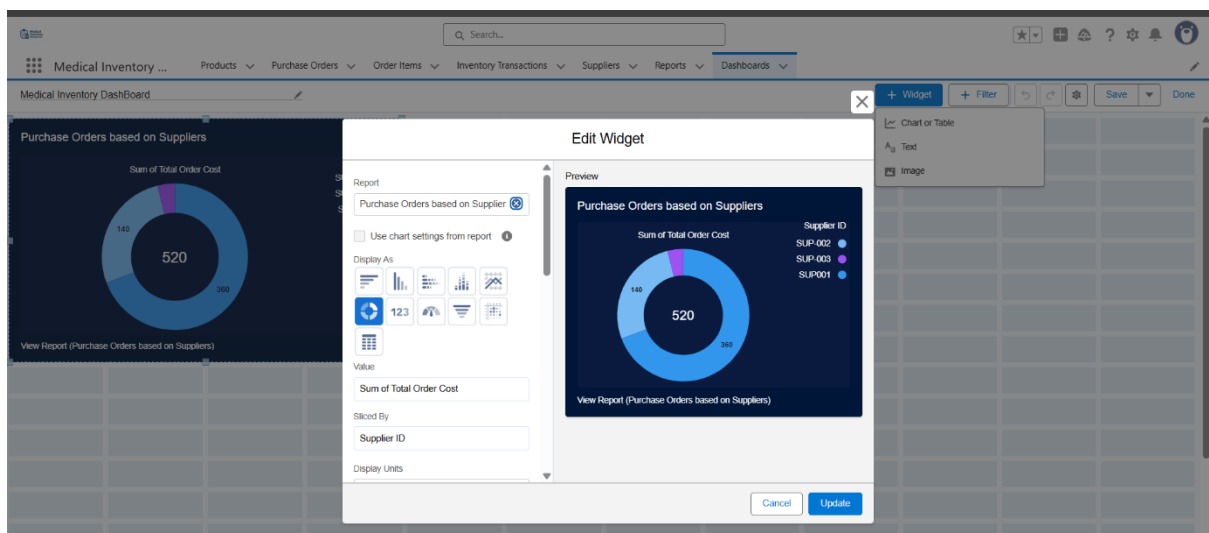 Search...
Medical Inventory ...
Products
Purchase Orders
Order Items
Inventory Transactions
Suppliers
Reports
Dashboards
Medical Inventory DashBoard
+ Widget
+ Filter
Save
Done
Chart or Table
Text
Image
Purchase Orders based on Suppliers
Sum of Total Order Cost
140
520
360
View Report (Purchase Orders based on Suppliers)
Edit Widget
Report
Purchase Orders based on Supplier
Use chart settings from report
Display As
123
Value
Sum of Total Order Cost
Sliced By
Supplier ID
Display Units
Preview
Purchase Orders based on Suppliers
Supplier ID
Sum of Total Order Cost
SUP-002
SUP-003
SUP001
140
520
360
View Report (Purchase Orders based on Suppliers)
Cancel
Update